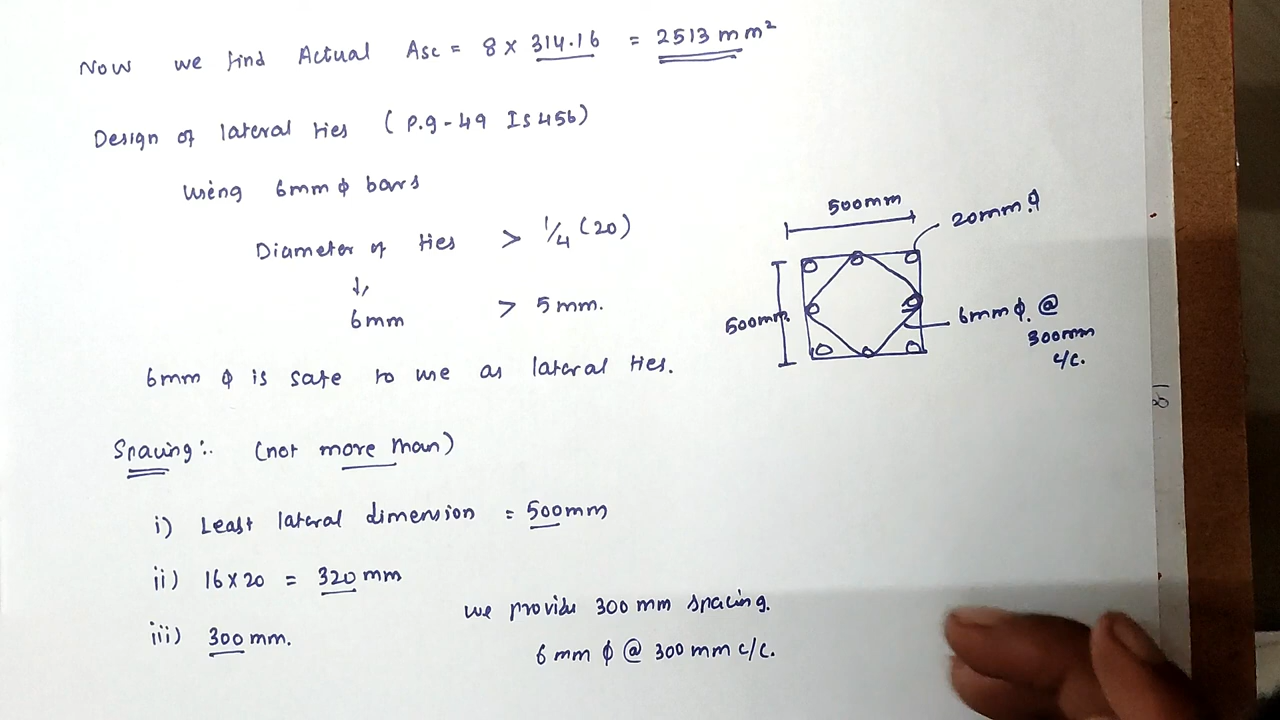 Now we find Actual Asc = 8 × 314.16 = 2513 mm²
Design of lateral ties (P.g-49 IS456)
using 6mm ϕ bars
Diameter of ties > 1/4 (20)
↓
6mm > 5 mm.
6mm ϕ is safe to use as lateral ties.
Spacing:. (not more than)
i) Least lateral dimension = 500mm
ii) 16×20 = 320 mm
iii) 300 mm.
we provide 300 mm spacing.
6 mm ϕ @ 300 mm c/c.
500mm
20mm ϕ
500mm.
6mm ϕ. @
300mm
c/c.